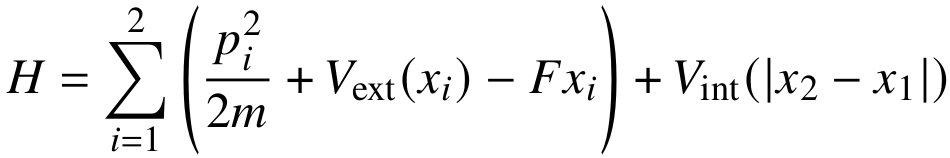 H = \sum_{i=1}^{2} \left( \frac{p_i^2}{2m} + V_{\text{ext}}(x_i) - F x_i \right) + V_{\text{int}}(|x_2 - x_1|)